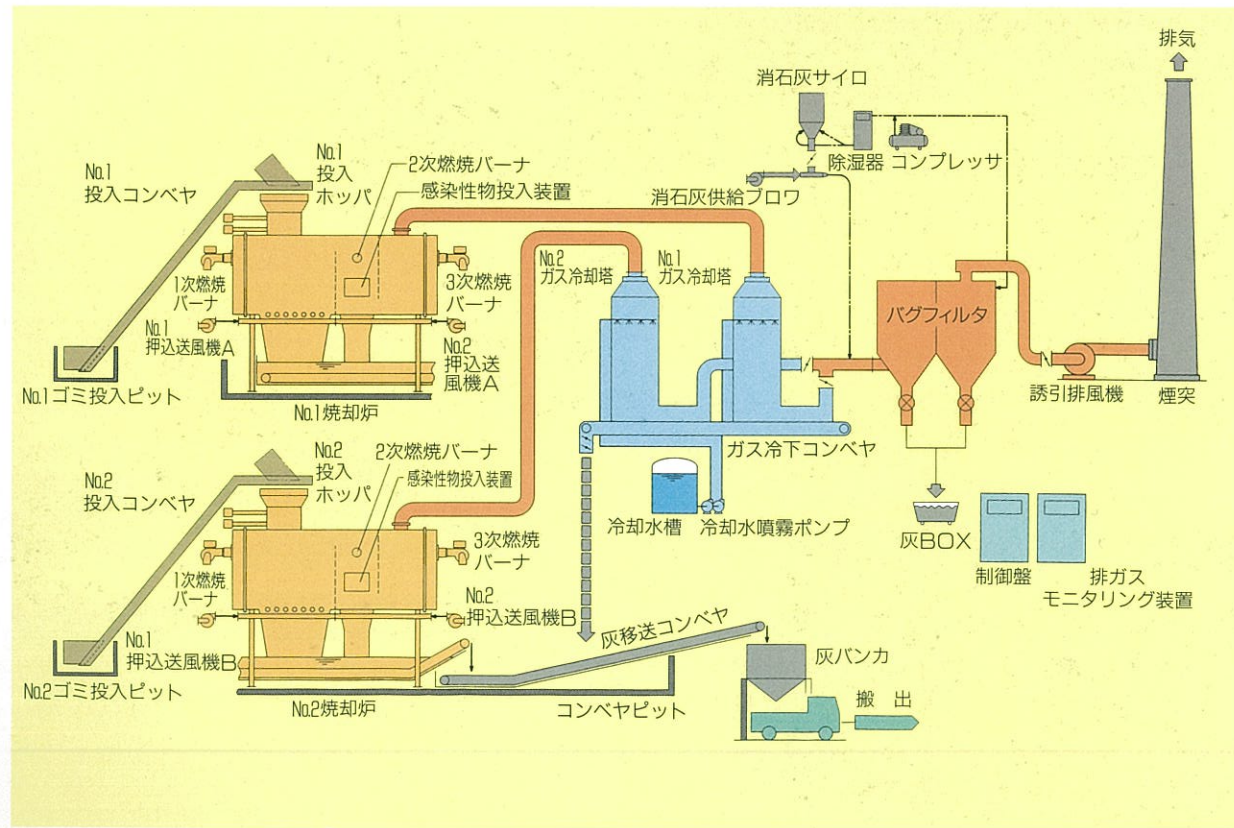 排気
消石灰サイロ
除湿器 コンプレッサ
No.1
投入コンベヤ
No.1
投入
ホッパ
2次燃焼バーナ
感染性物投入装置
消石灰供給ブロワ
No.2
ガス冷却塔
No.1
ガス冷却塔
1次燃焼
バーナ
3次燃焼
バーナ
バグフィルタ
No.1
押込送風機A
No.2
押込送
風機A
No.1ゴミ投入ピット
No.1焼却炉
誘引排風機
煙突
ガス冷下コンベヤ
No.2
投入コンベヤ
No.2
投入
ホッパ
2次燃焼バーナ
感染性物投入装置
冷却水槽
冷却水噴霧ポンプ
灰BOX
1次燃焼
バーナ
3次燃焼
バーナ
制御盤
排ガス
モニタリング装置
No.2
押込送風機B
No.1
押込送風機B
灰移送コンベヤ
灰バンカ
No.2ゴミ投入ピット
No.2焼却炉
コンベヤピット
搬出